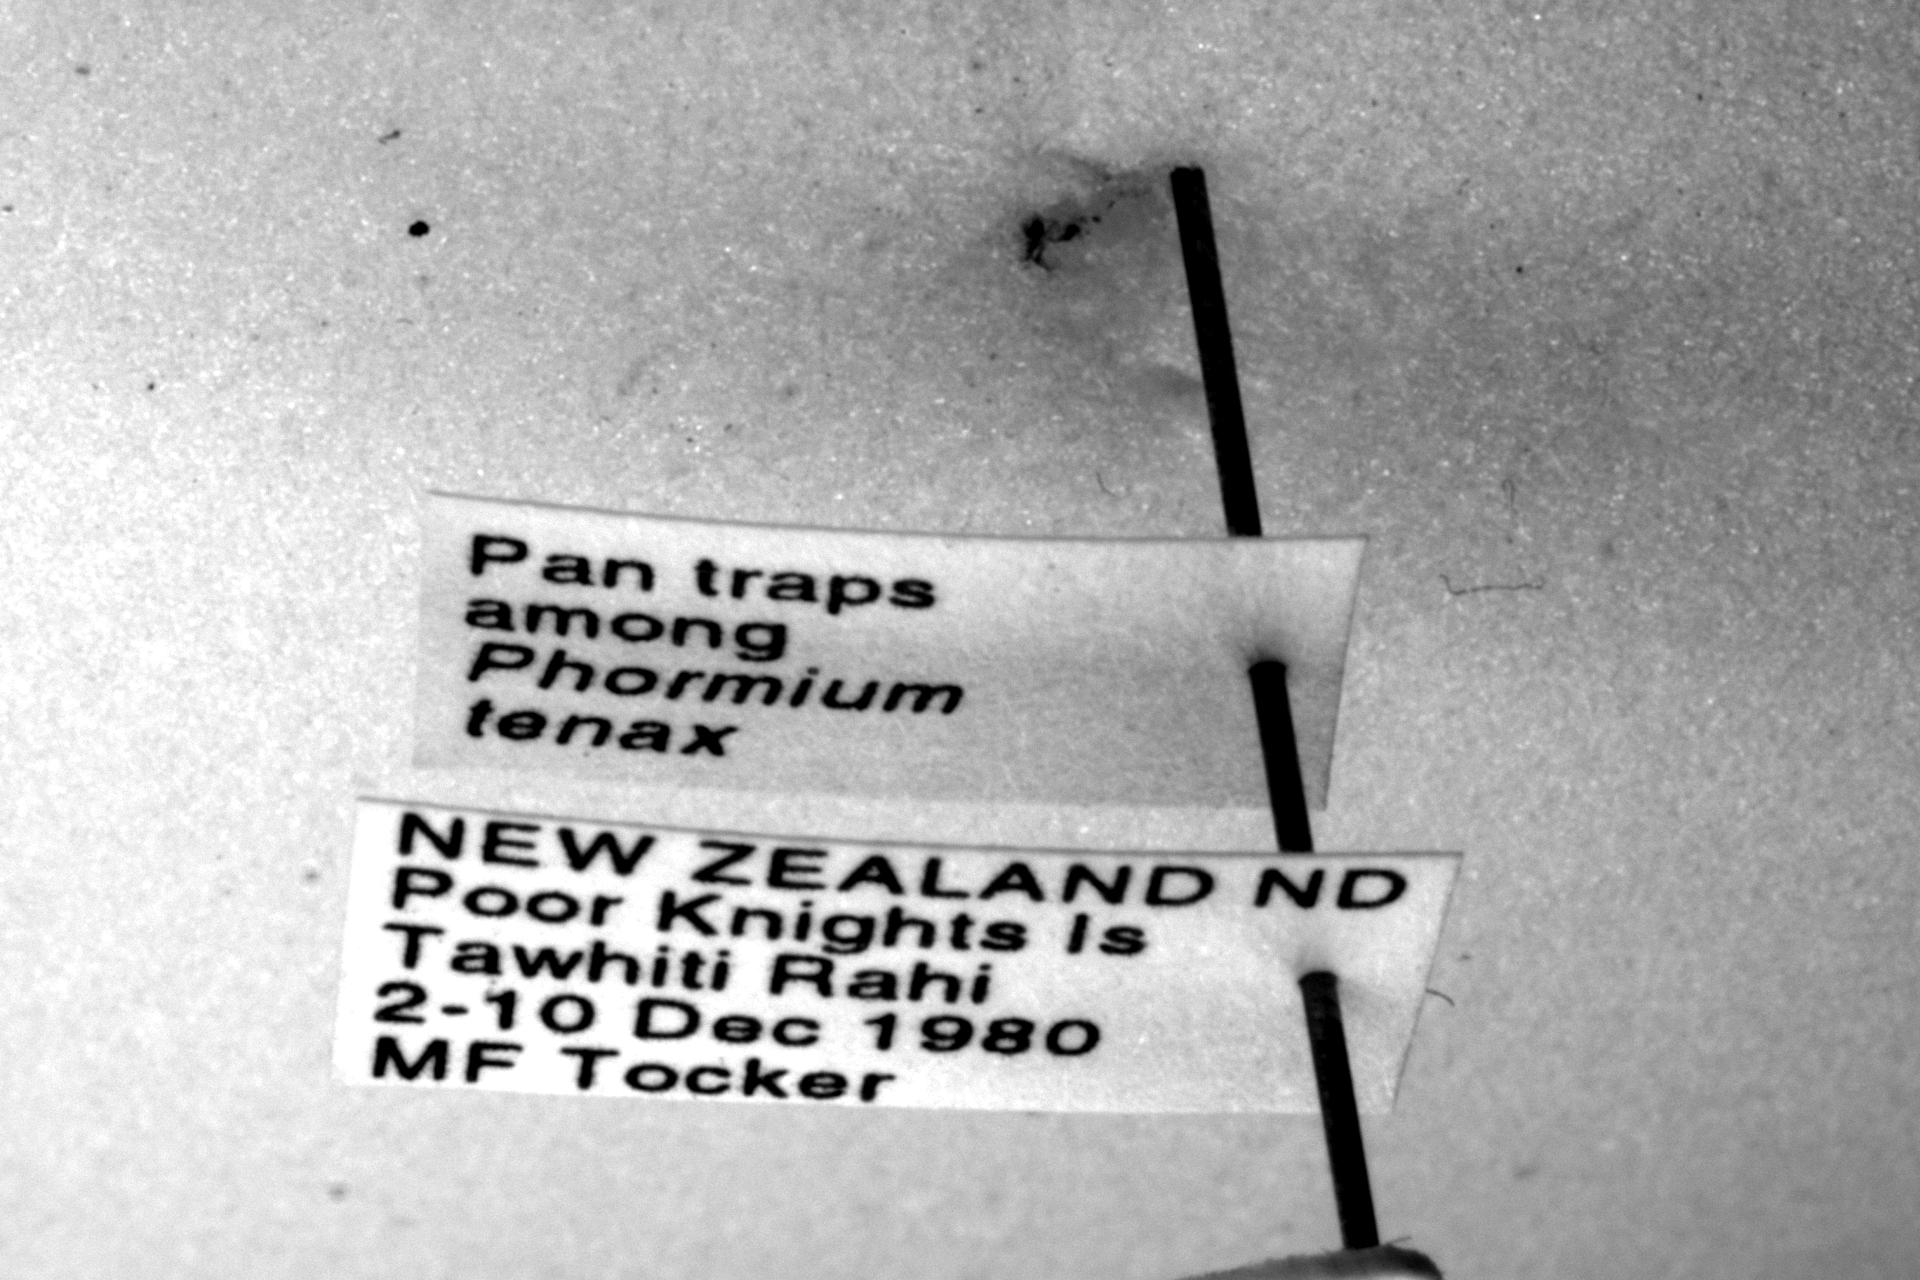 Pan traps
among
Phormium
tenax
NEW ZEALAND ND
Poor Knights Is
Tawhiti Rahi
2-10 Dec 1980
MF Tocker